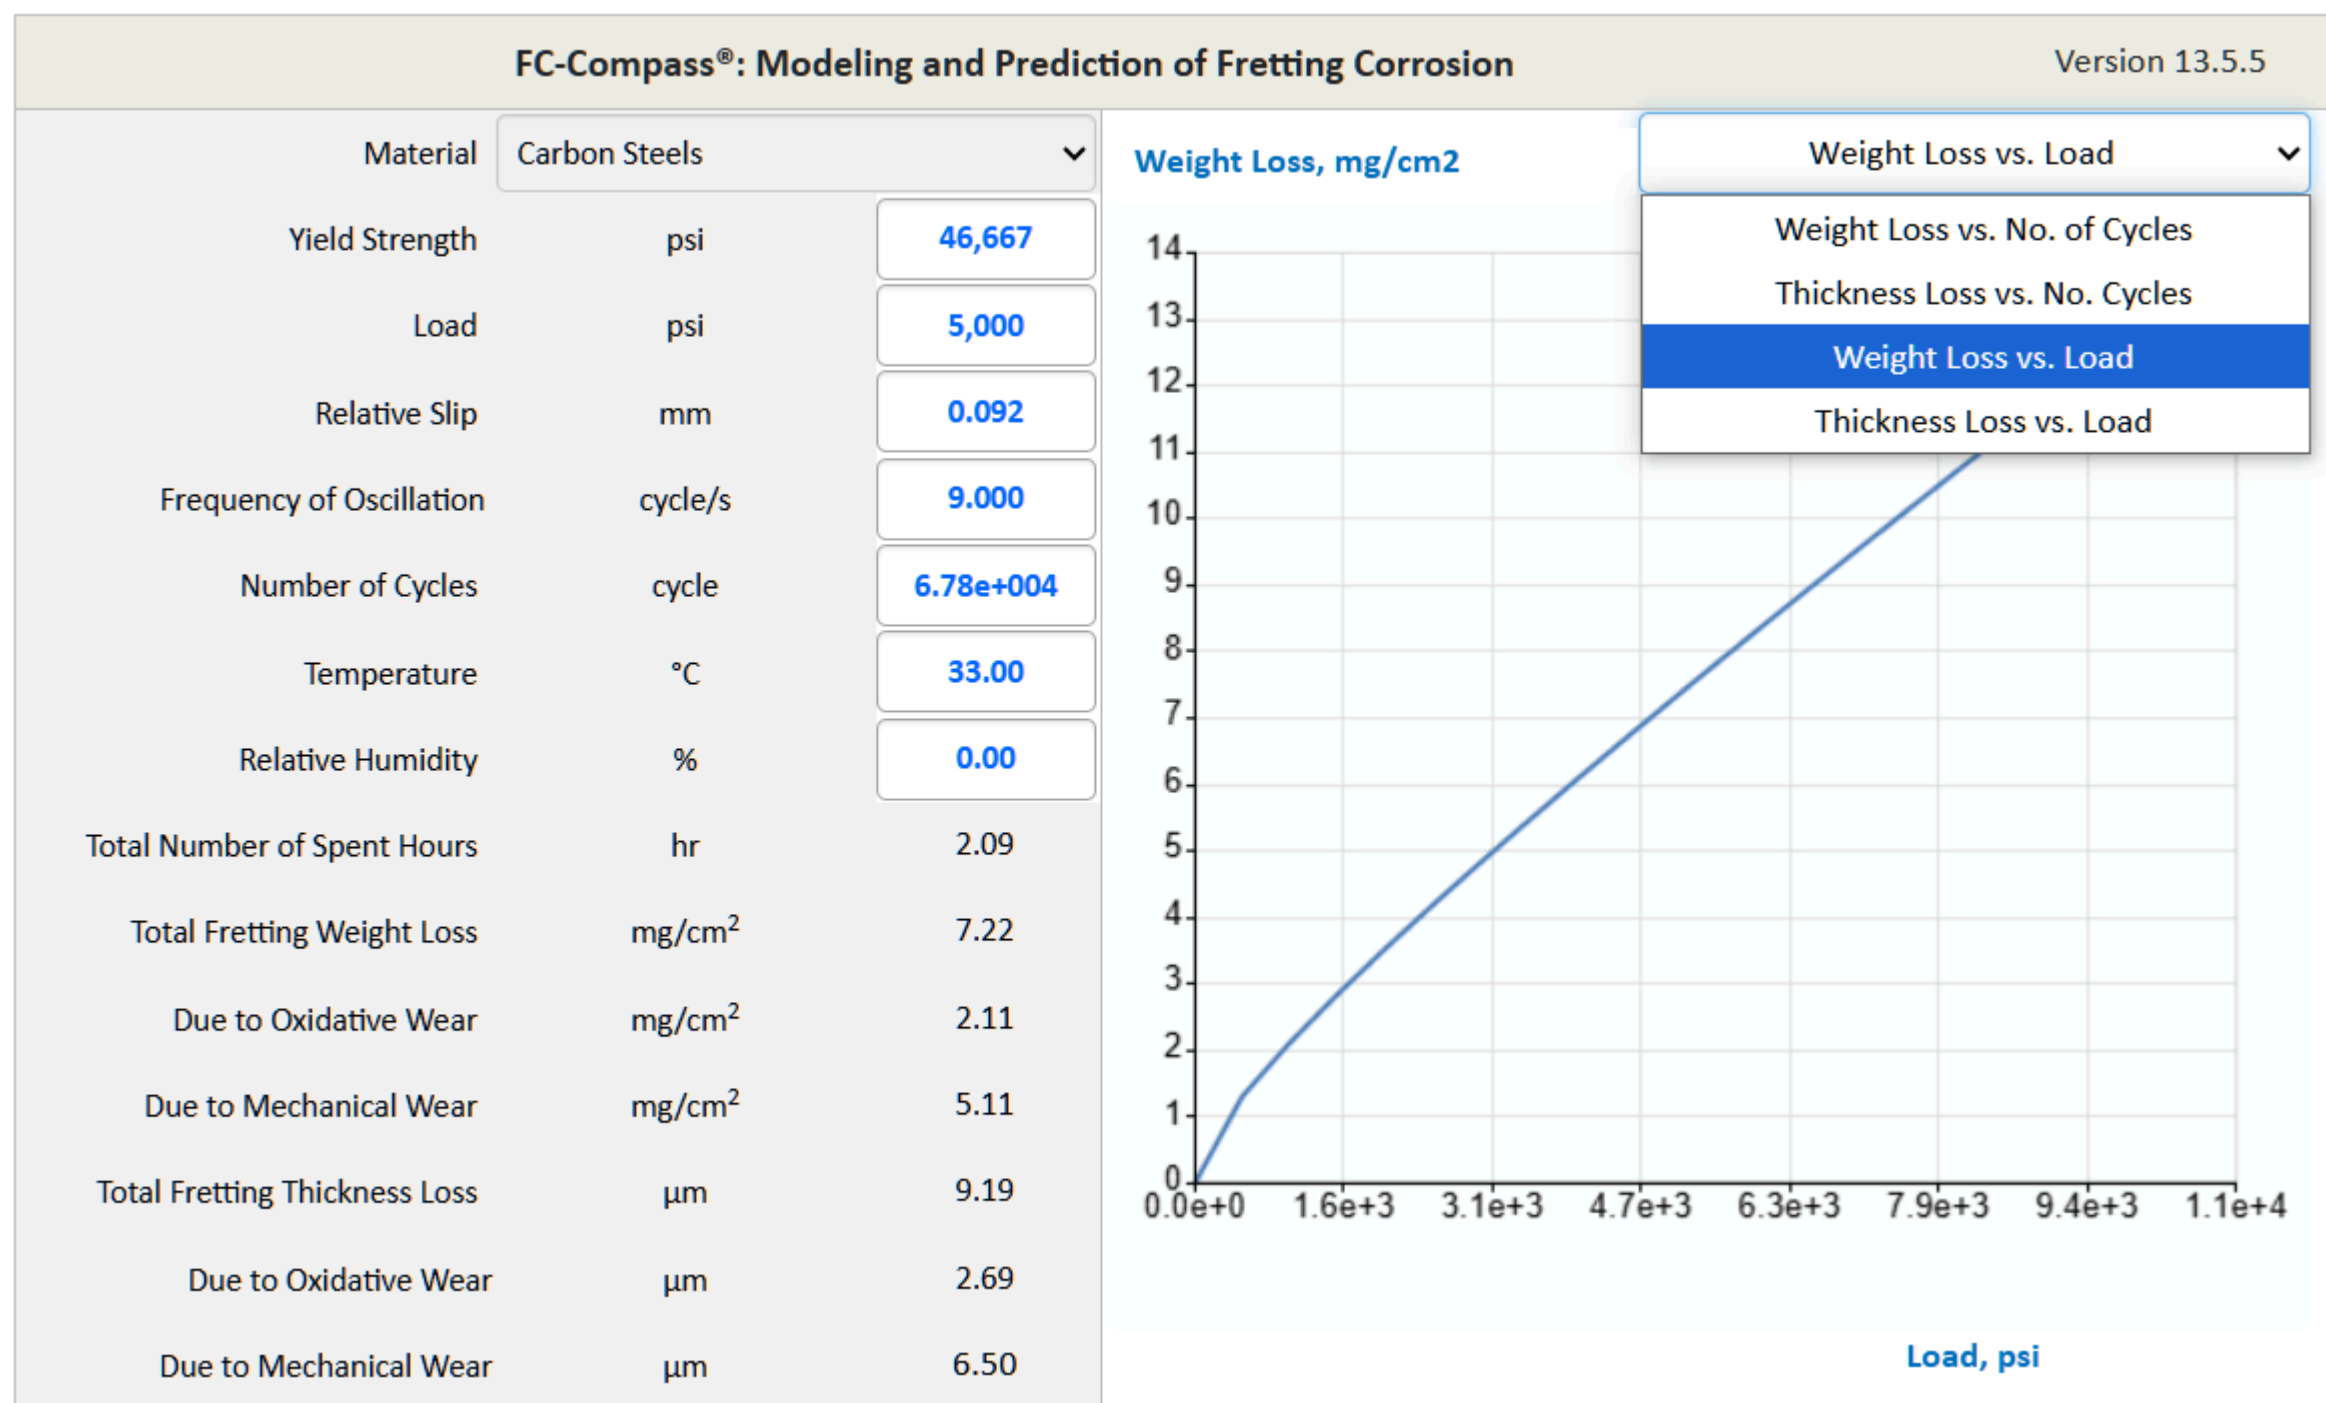 FC-Compass®: Modeling and Prediction of Fretting Corrosion Version 13.5.5
Material Carbon Steels
Yield Strength psi 46,667
Load psi 5,000
Relative Slip mm 0.092
Frequency of Oscillation cycle/s 9.000
Number of Cycles cycle 6.78e+004
Temperature °C 33.00
Relative Humidity % 0.00
Total Number of Spent Hours hr 2.09
Total Fretting Weight Loss mg/cm² 7.22
Due to Oxidative Wear mg/cm² 2.11
Due to Mechanical Wear mg/cm² 5.11
Total Fretting Thickness Loss µm 9.19
Due to Oxidative Wear µm 2.69
Due to Mechanical Wear µm 6.50
Weight Loss, mg/cm2
Weight Loss vs. Load
Weight Loss vs. No. of Cycles
Thickness Loss vs. No. Cycles
Weight Loss vs. Load
Thickness Loss vs. Load
14
13
12
11
10
9
8
7
6
5
4
3
2
1
0
0.0e+0 1.6e+3 3.1e+3 4.7e+3 6.3e+3 7.9e+3 9.4e+3 1.1e+4
Load, psi